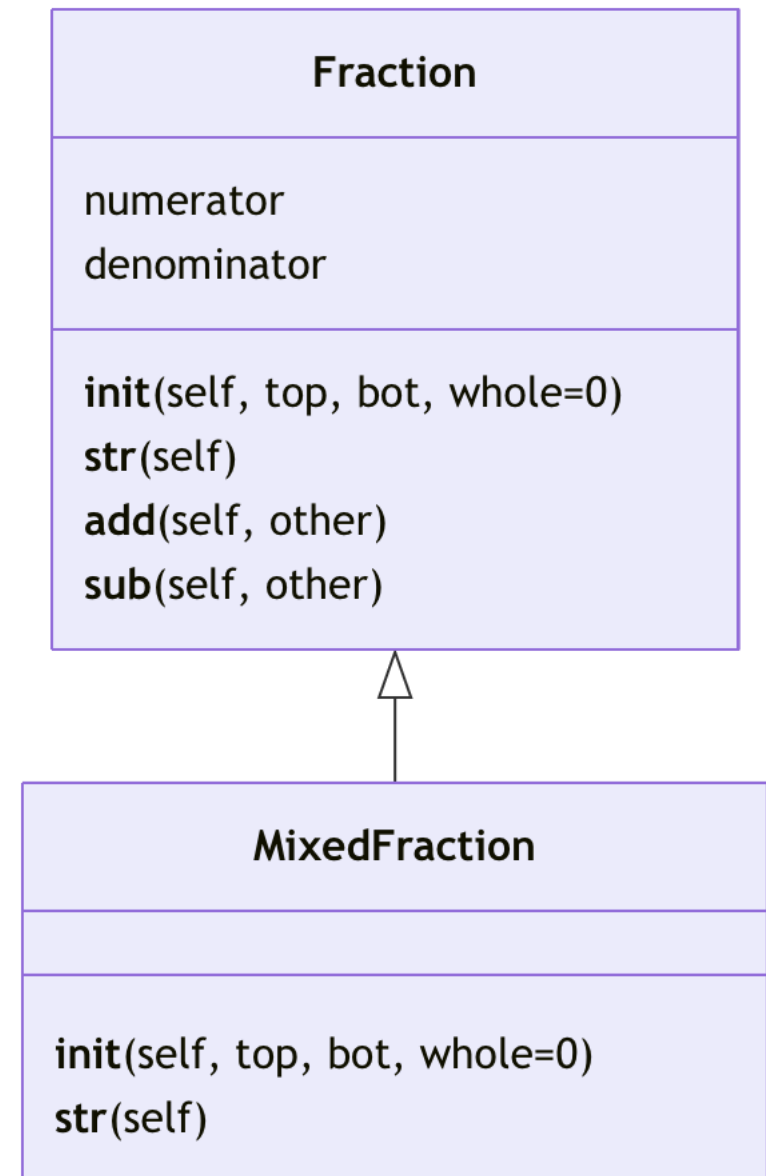 Fraction
numerator
denominator
init(self, top, bot, whole=0)
str(self)
add(self, other)
sub(self, other)
MixedFraction
init(self, top, bot, whole=0)
str(self)